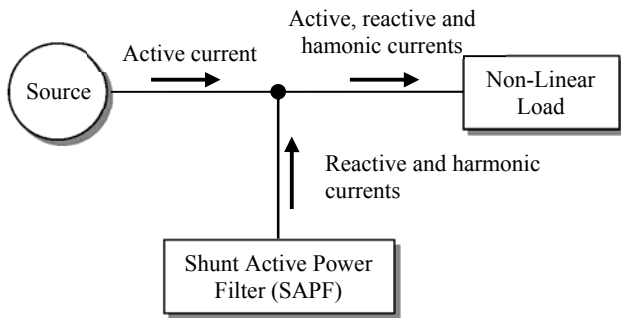 Active, reactive and
hamonic currents
Active current
Source
Non-Linear
Load
Reactive and harmonic
currents
Shunt Active Power
Filter (SAPF)